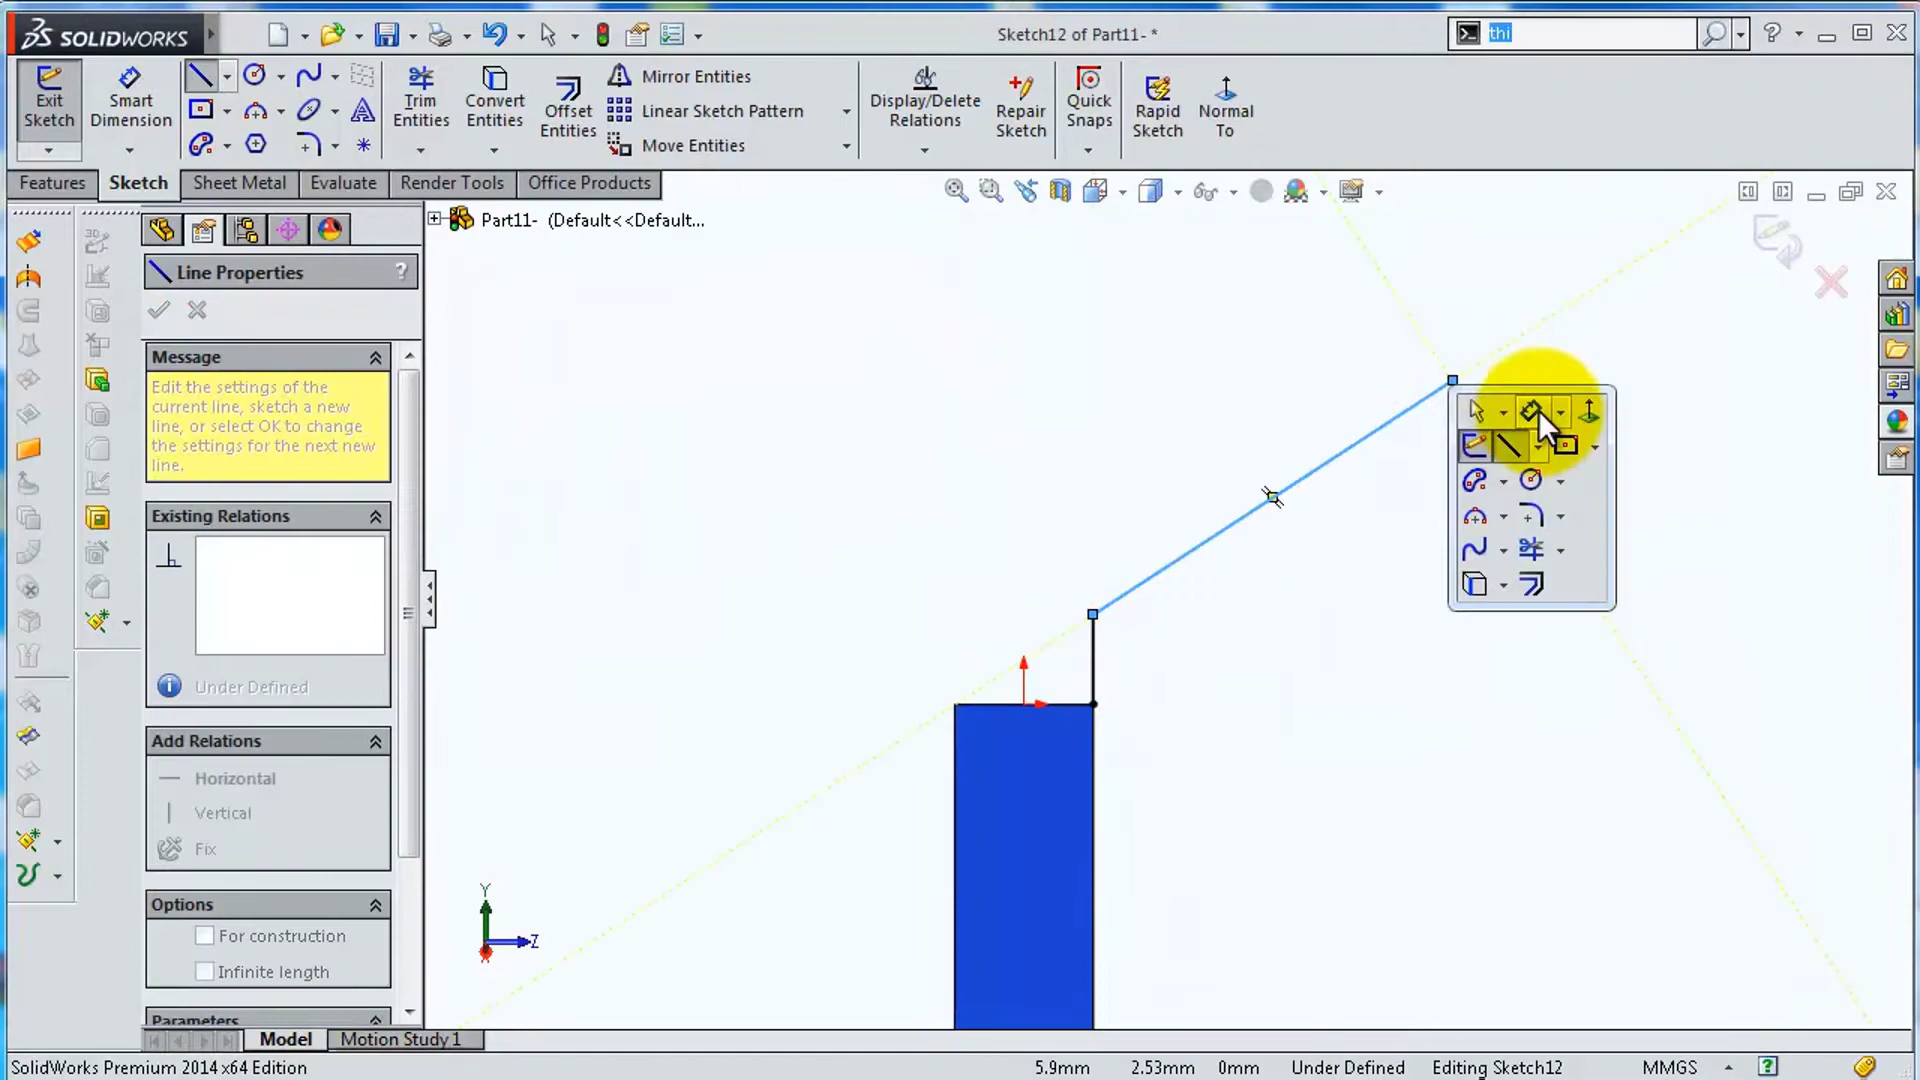 SOLIDWORKS
Sketch12 of Part11- *
thi
Exit Sketch
Smart Dimension
Trim Entities
Convert Entities
Offset Entities
Mirror Entities
Linear Sketch Pattern
Move Entities
Display/Delete Relations
Repair Sketch
Quick Snaps
Rapid Sketch
Normal To
Features
Sketch
Sheet Metal
Evaluate
Render Tools
Office Products
3D
Part11- (Default<<Default...
Line Properties
?
Message
Edit the settings of the
current line, sketch a new
line, or select OK to change
the settings for the next new
line.
Existing Relations
Under Defined
Add Relations
Horizontal
Vertical
Fix
Options
For construction
Infinite length
Parameters
Y
Z
X
Model
Motion Study 1
SolidWorks Premium 2014 x64 Edition
5.9mm
2.53mm
0mm
Under Defined
Editing Sketch12
MMGS
?